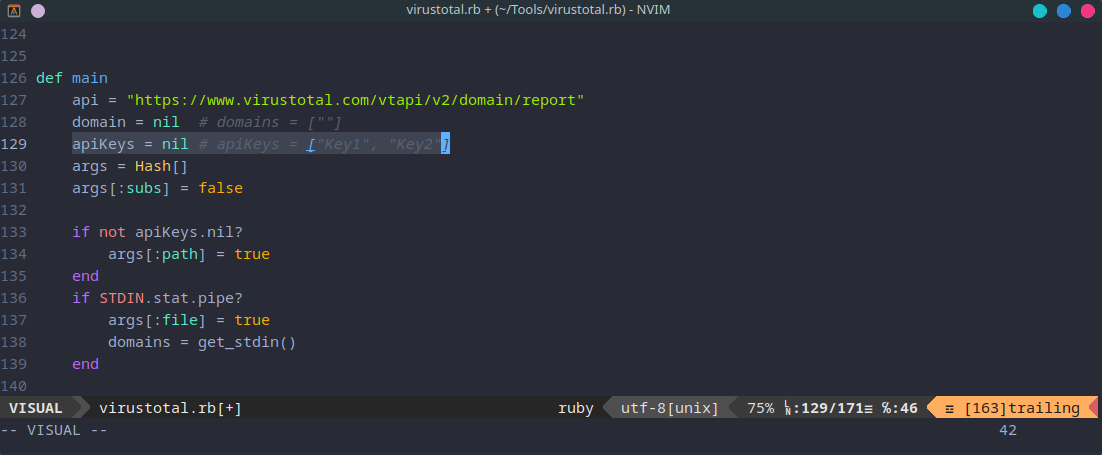 virustotal.rb + (~/Tools/virustotal.rb) - NVIM
124
125
126 def main
127     api = "https://www.virustotal.com/vtapi/v2/domain/report"
128     domain = nil  # domains = [""]
129     apiKeys = nil # apiKeys = ["Key1", "Key2"]
130     args = Hash[]
131     args[:subs] = false
132
133     if not apiKeys.nil?
134         args[:path] = true
135     end
136     if STDIN.stat.pipe?
137         args[:file] = true
138         domains = get_stdin()
139     end
140
VISUAL virustotal.rb[+] ruby utf-8[unix] 75% ㏑:129/171≡ ℅:46 ☲ [163]trailing
-- VISUAL -- 42